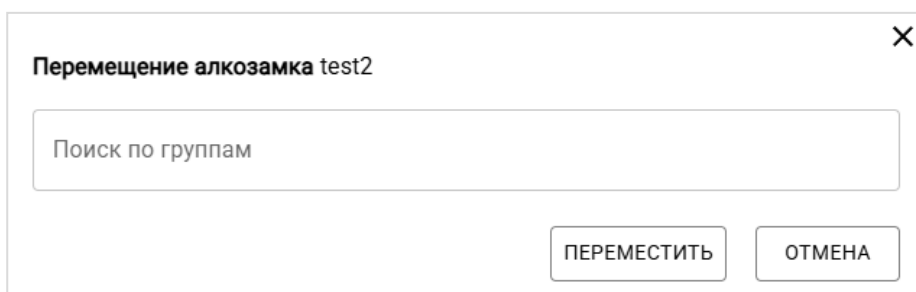 Перемещение алкозамка test2
Поиск по группам
ПЕРЕМЕСТИТЬ ОТМЕНА